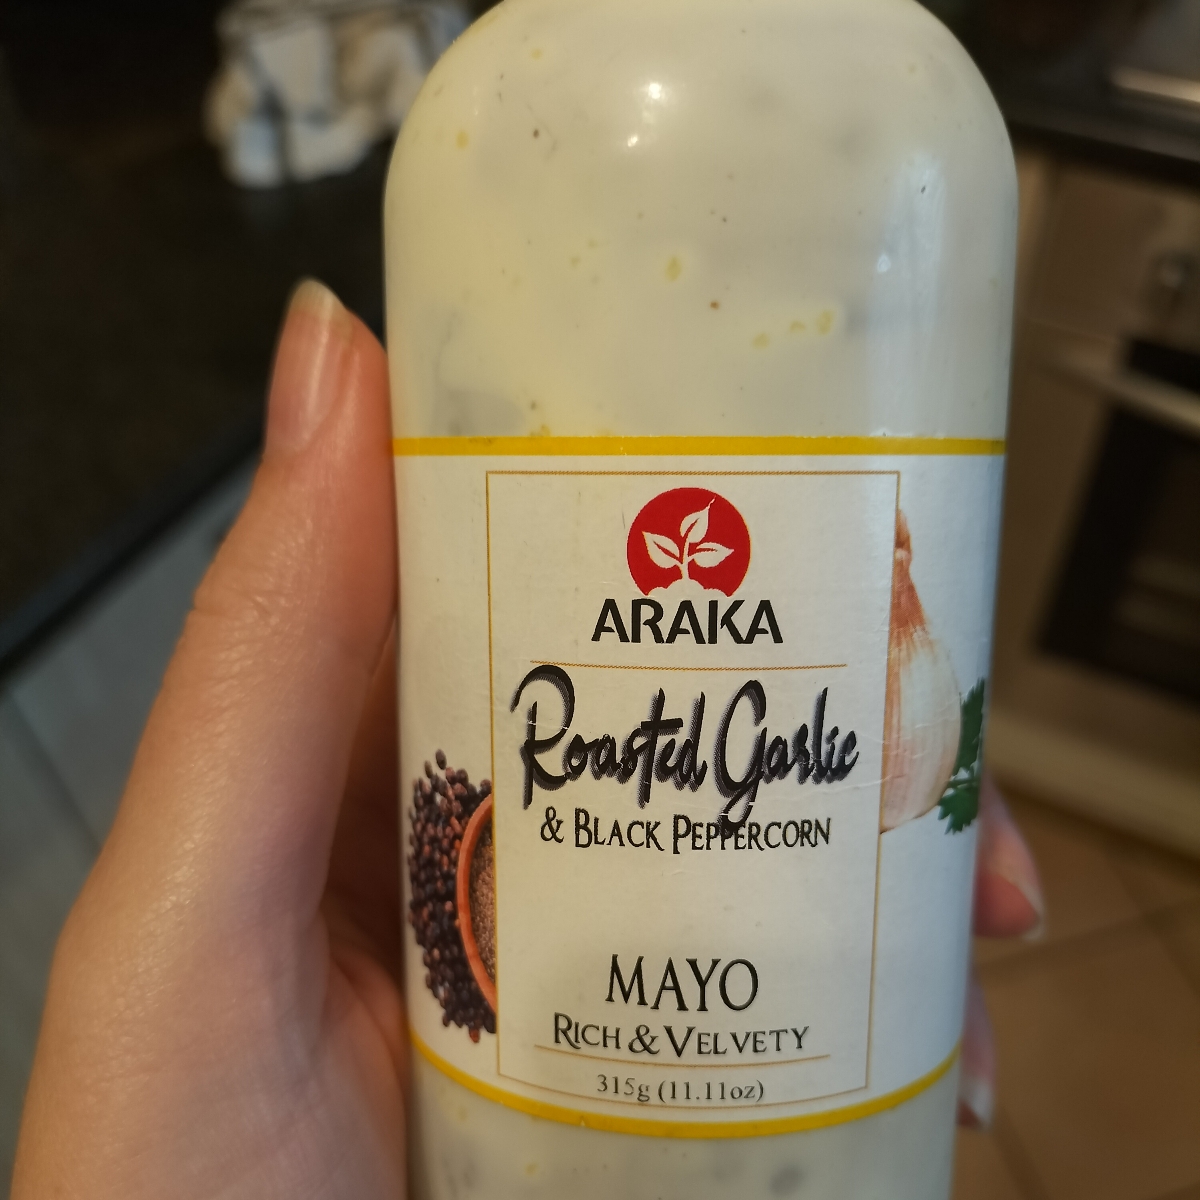 ARAKA
Roasted Garlic
& BLACK PEPPERCORN
MAYO
RICH & VELVETY
315g (11.11oz)